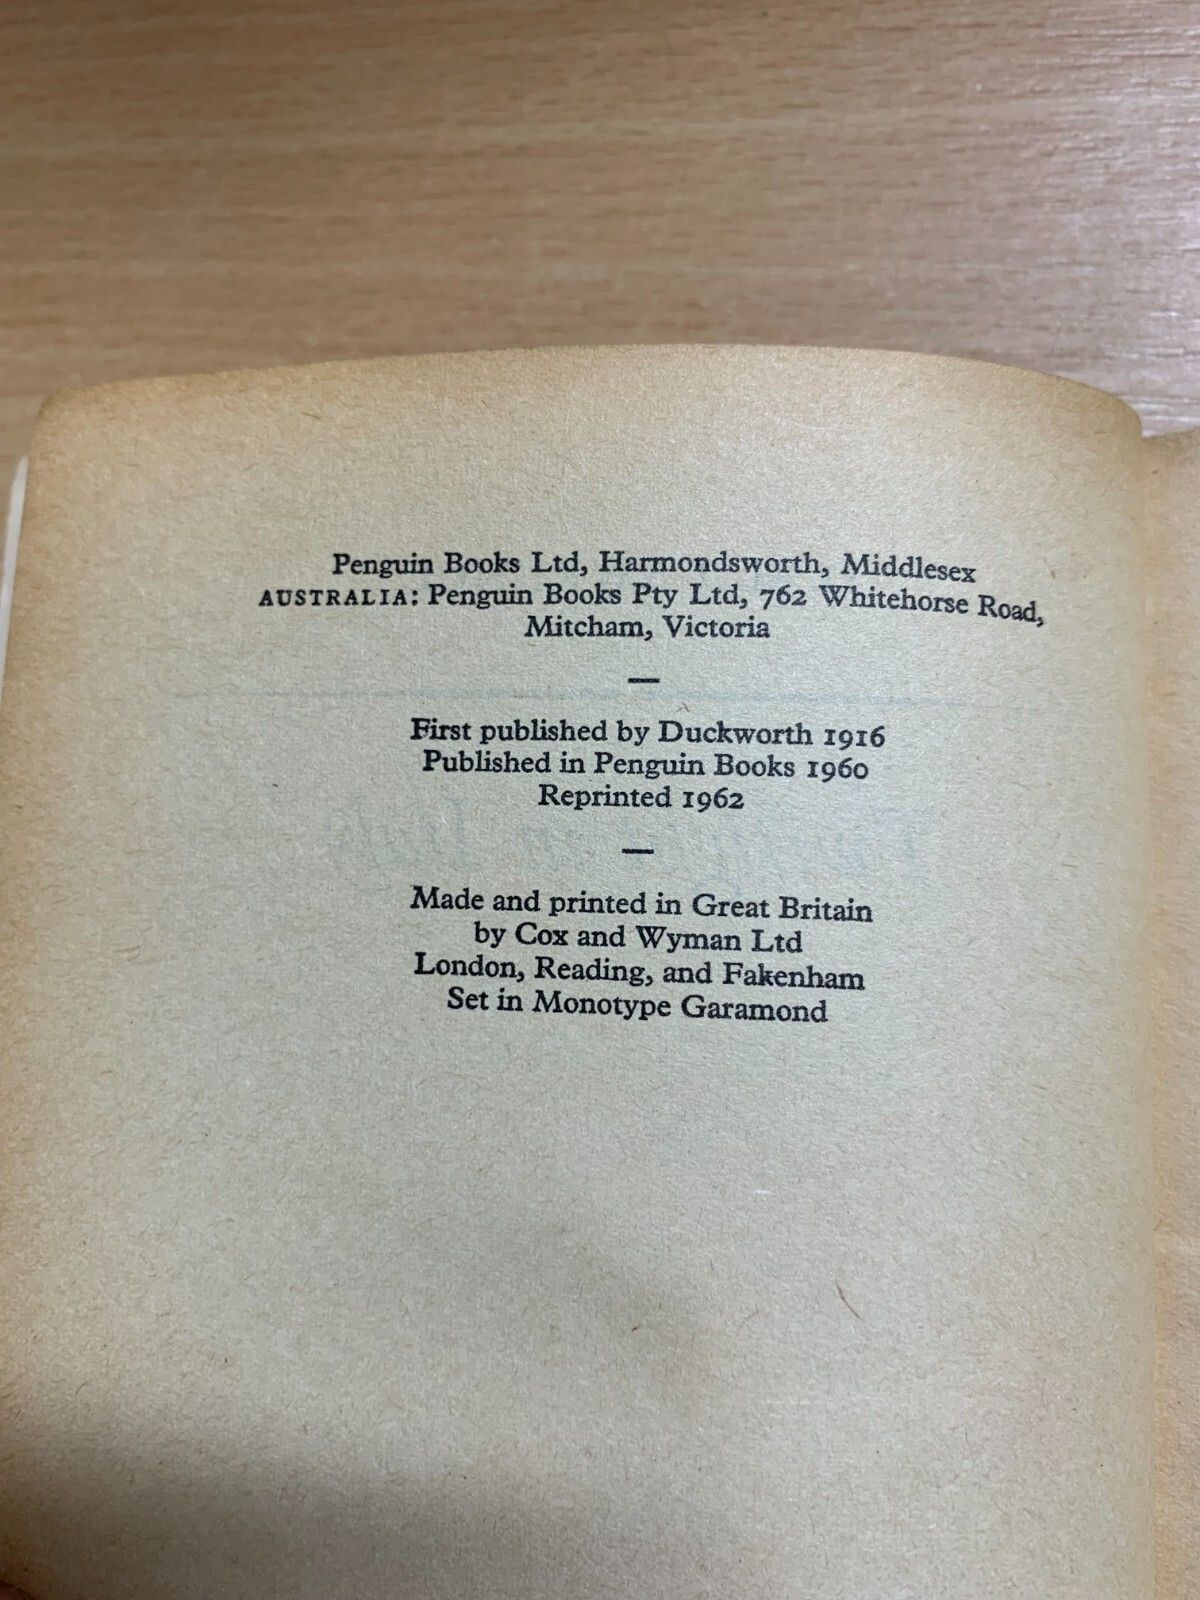 Penguin Books Ltd, Harmondsworth, Middlesex
AUSTRALIA: Penguin Books Pty Ltd, 762 Whitehorse Road,
Mitcham, Victoria
—
First published by Duckworth 1916
Published in Penguin Books 1960
Reprinted 1962
—
Made and printed in Great Britain
by Cox and Wyman Ltd
London, Reading, and Fakenham
Set in Monotype Garamond